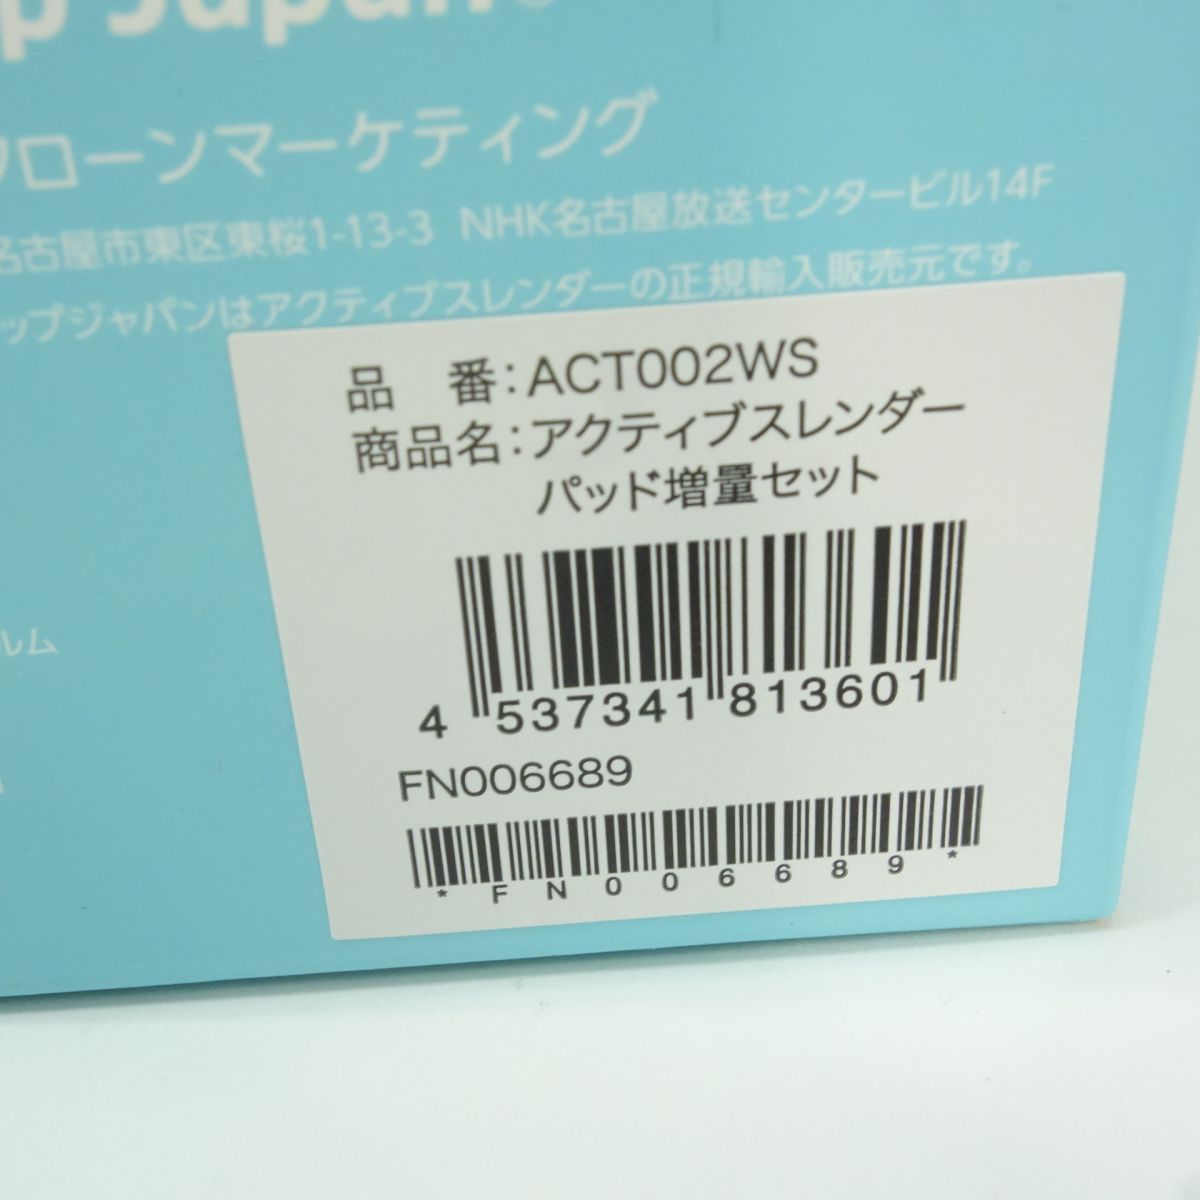 p Japan
フローンマーケティング
名古屋市東区東桜1-13-3 NHK名古屋放送センタービル14F
ップジャパンはアクティブスレンダーの正規輸入販売元です。
品 番：ACT002WS
商品名：アクティブスレンダー
パッド増量セット
4 537341 813601
FN006689
*FN006689*
ルム